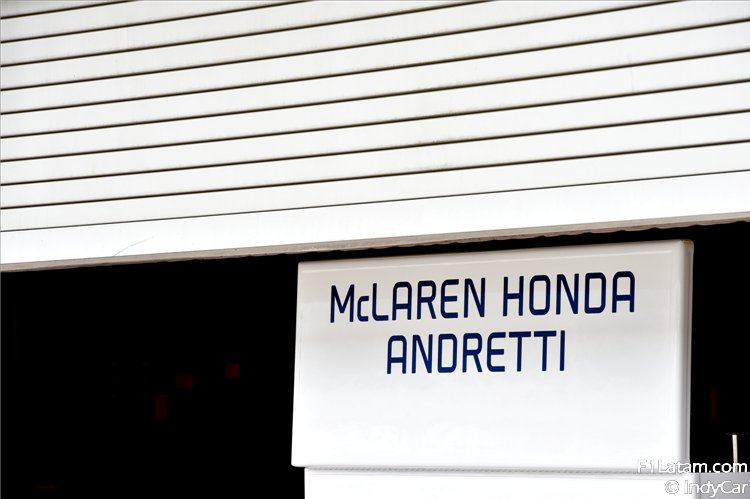 McLAREN HONDA
ANDRETTI
F1Latam.com
© IndyCar